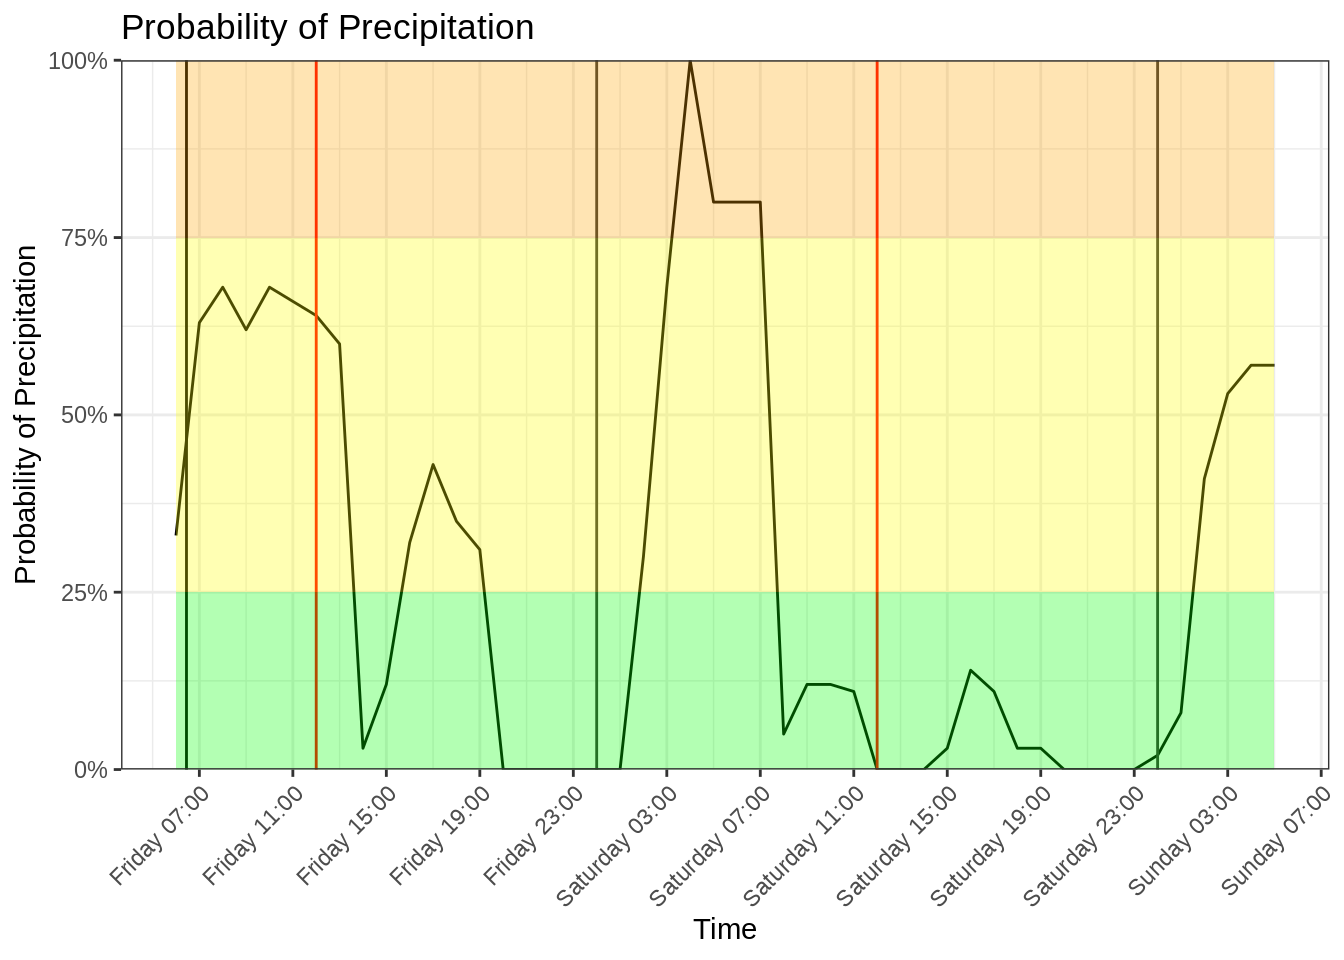 Probability of Precipitation
Probability of Precipitation
100%
75%
50%
25%
0%
Friday 07:00
Friday 11:00
Friday 15:00
Friday 19:00
Friday 23:00
Saturday 03:00
Saturday 07:00
Saturday 11:00
Saturday 15:00
Saturday 19:00
Saturday 23:00
Sunday 03:00
Sunday 07:00
Time